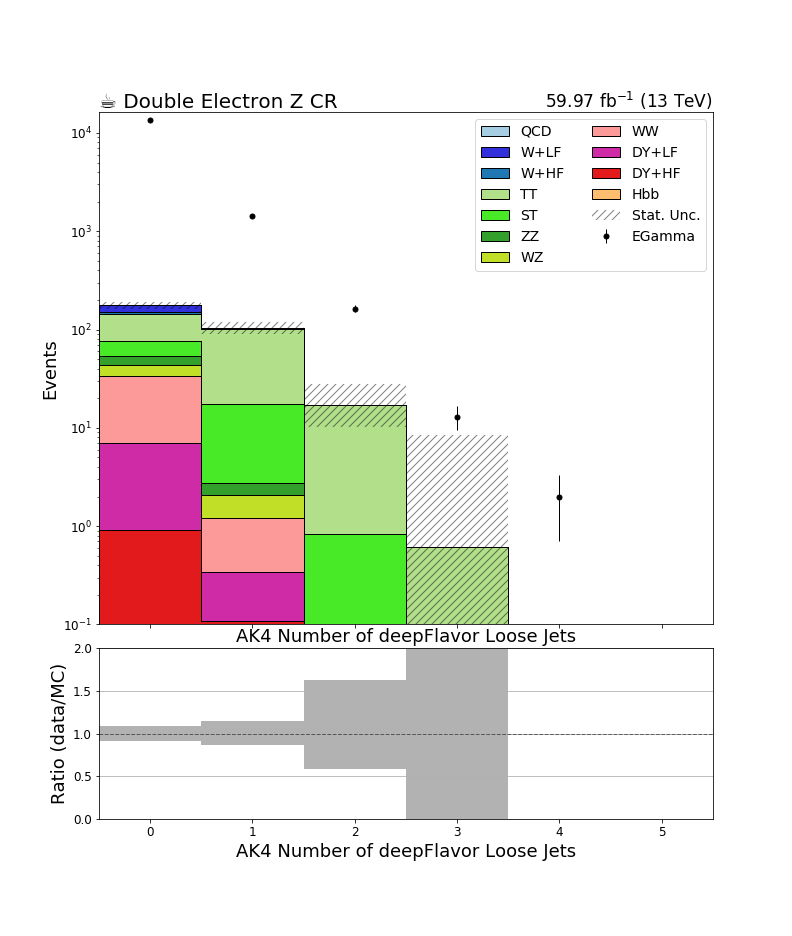 ☕ Double Electron Z CR
59.97 fb⁻¹ (13 TeV)
QCD
W+LF
W+HF
TT
ST
ZZ
WZ
WW
DY+LF
DY+HF
Hbb
Stat. Unc.
EGamma
Events
10⁴
10³
10²
10¹
10⁰
10⁻¹
AK4 Number of deepFlavor Loose Jets
Ratio (data/MC)
2.0
1.5
1.0
0.5
0.0
0 1 2 3 4 5
AK4 Number of deepFlavor Loose Jets